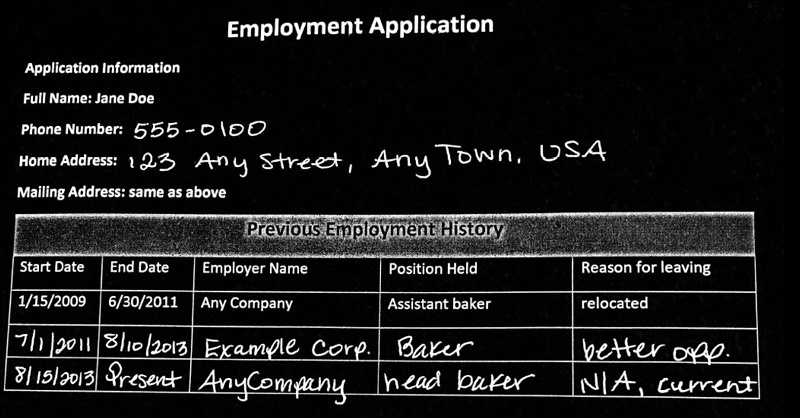 Employment Application
Application Information
Full Name: Jane Doe
Phone Number: 555-0100
Home Address: 123 Any Street, Any Town, USA
Mailing Address: same as above
Previous Employment History
Start Date End Date Employer Name Position Held Reason for leaving
1/15/2009 6/30/2011 Any Company Assistant baker relocated
7/1/2011 8/10/2013 Example Corp. Baker better opp.
8/15/2013 Present AnyCompany head baker N/A, current